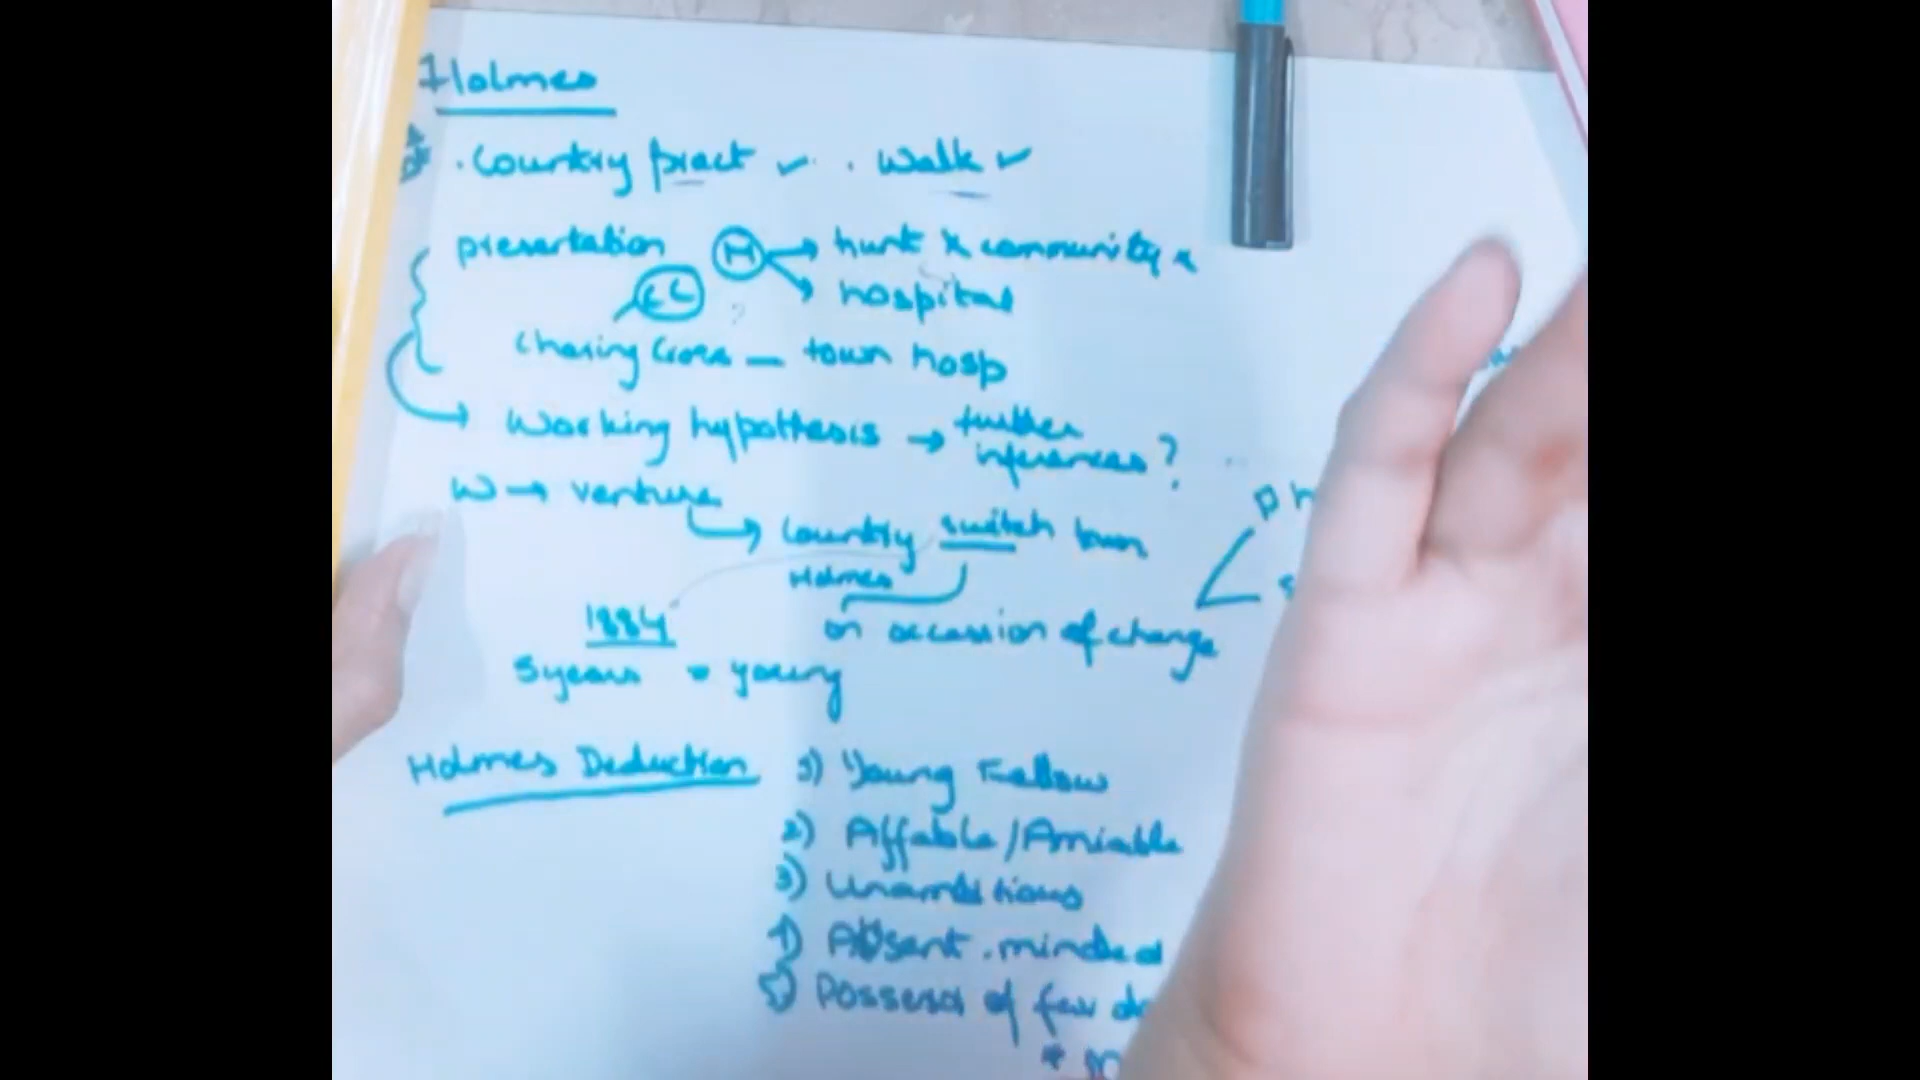 Holmes
. Country pract ✓ . Walk ✓
presentation (H) → hunt x community x
→ hospital
(CC)
?
Charing Cross — town hosp
Working hypothesis → further
inferences?
W → venture
↳ Country switch town
Holmes
1884
on occassion of change
5 years = young
Holmes Deduction 1) Young Fellow
2) Affable/Amiable
3) Unambitious
4) Absent.minded
5) Possessor of few